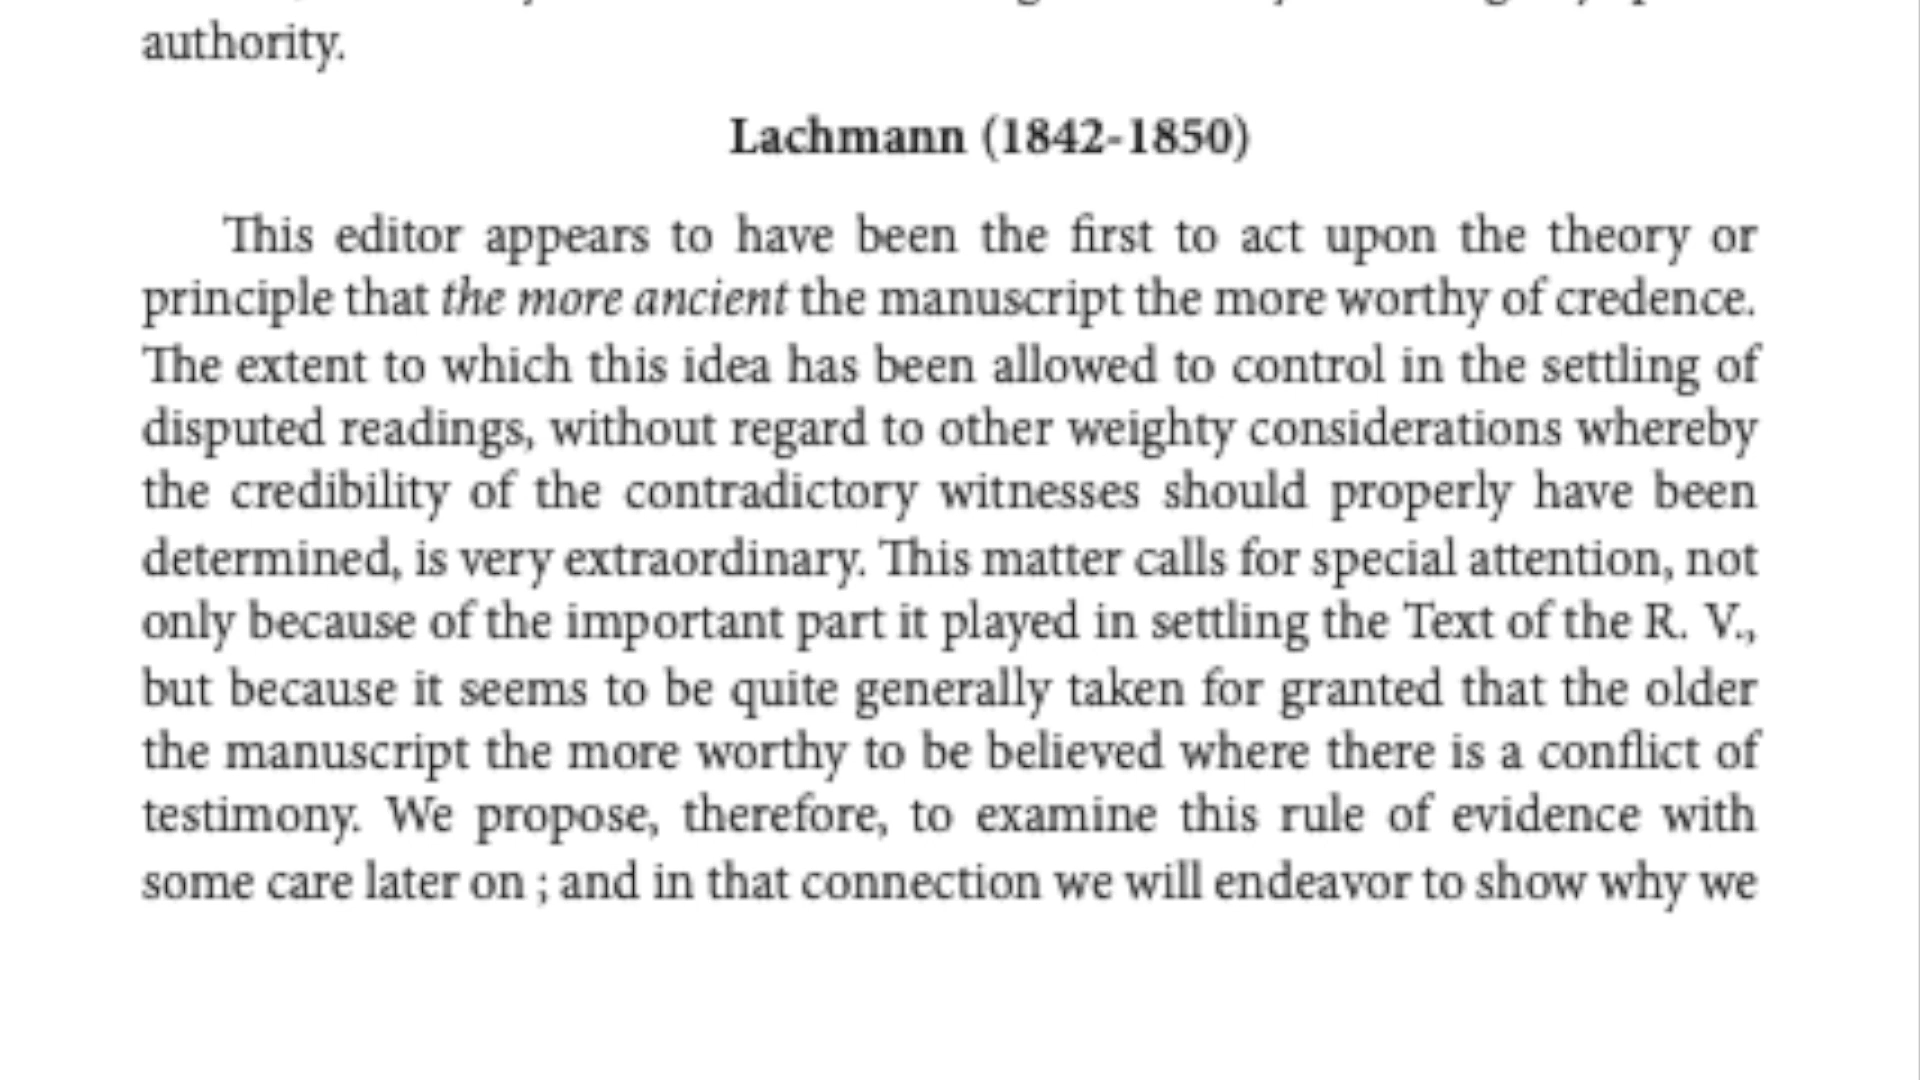 authority.
Lachmann (1842-1850)
This editor appears to have been the first to act upon the theory or
principle that the more ancient the manuscript the more worthy of credence.
The extent to which this idea has been allowed to control in the settling of
disputed readings, without regard to other weighty considerations whereby
the credibility of the contradictory witnesses should properly have been
determined, is very extraordinary. This matter calls for special attention, not
only because of the important part it played in settling the Text of the R. V.,
but because it seems to be quite generally taken for granted that the older
the manuscript the more worthy to be believed where there is a conflict of
testimony. We propose, therefore, to examine this rule of evidence with
some care later on ; and in that connection we will endeavor to show why we